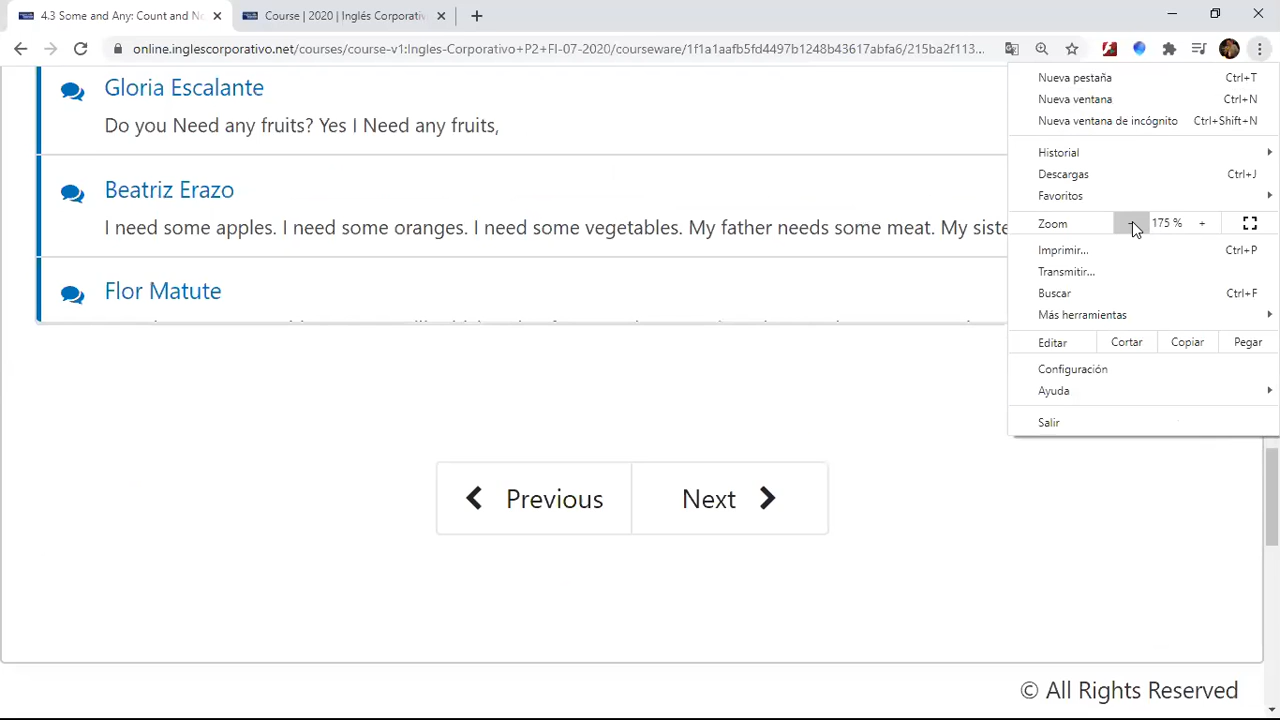 4.3 Some and Any: Count and No
Course | 2020 | Inglés Corporativ
online.inglescorporativo.net/courses/course-v1:Ingles-Corporativo+P2+FI-07-2020/courseware/1f1a1aafb5fd4497b1248b43617abfa6/215ba2f113...
Gloria Escalante
Do you Need any fruits? Yes I Need any fruits,
Beatriz Erazo
I need some apples. I need some oranges. I need some vegetables. My father needs some meat. My siste
Flor Matute
Nueva pestaña Ctrl+T
Nueva ventana Ctrl+N
Nueva ventana de incógnito Ctrl+Shift+N
Historial
Descargas Ctrl+J
Favoritos
Zoom - 175 % +
Imprimir... Ctrl+P
Transmitir...
Buscar Ctrl+F
Más herramientas
Editar Cortar Copiar Pegar
Configuración
Ayuda
Salir
Previous Next
© All Rights Reserved